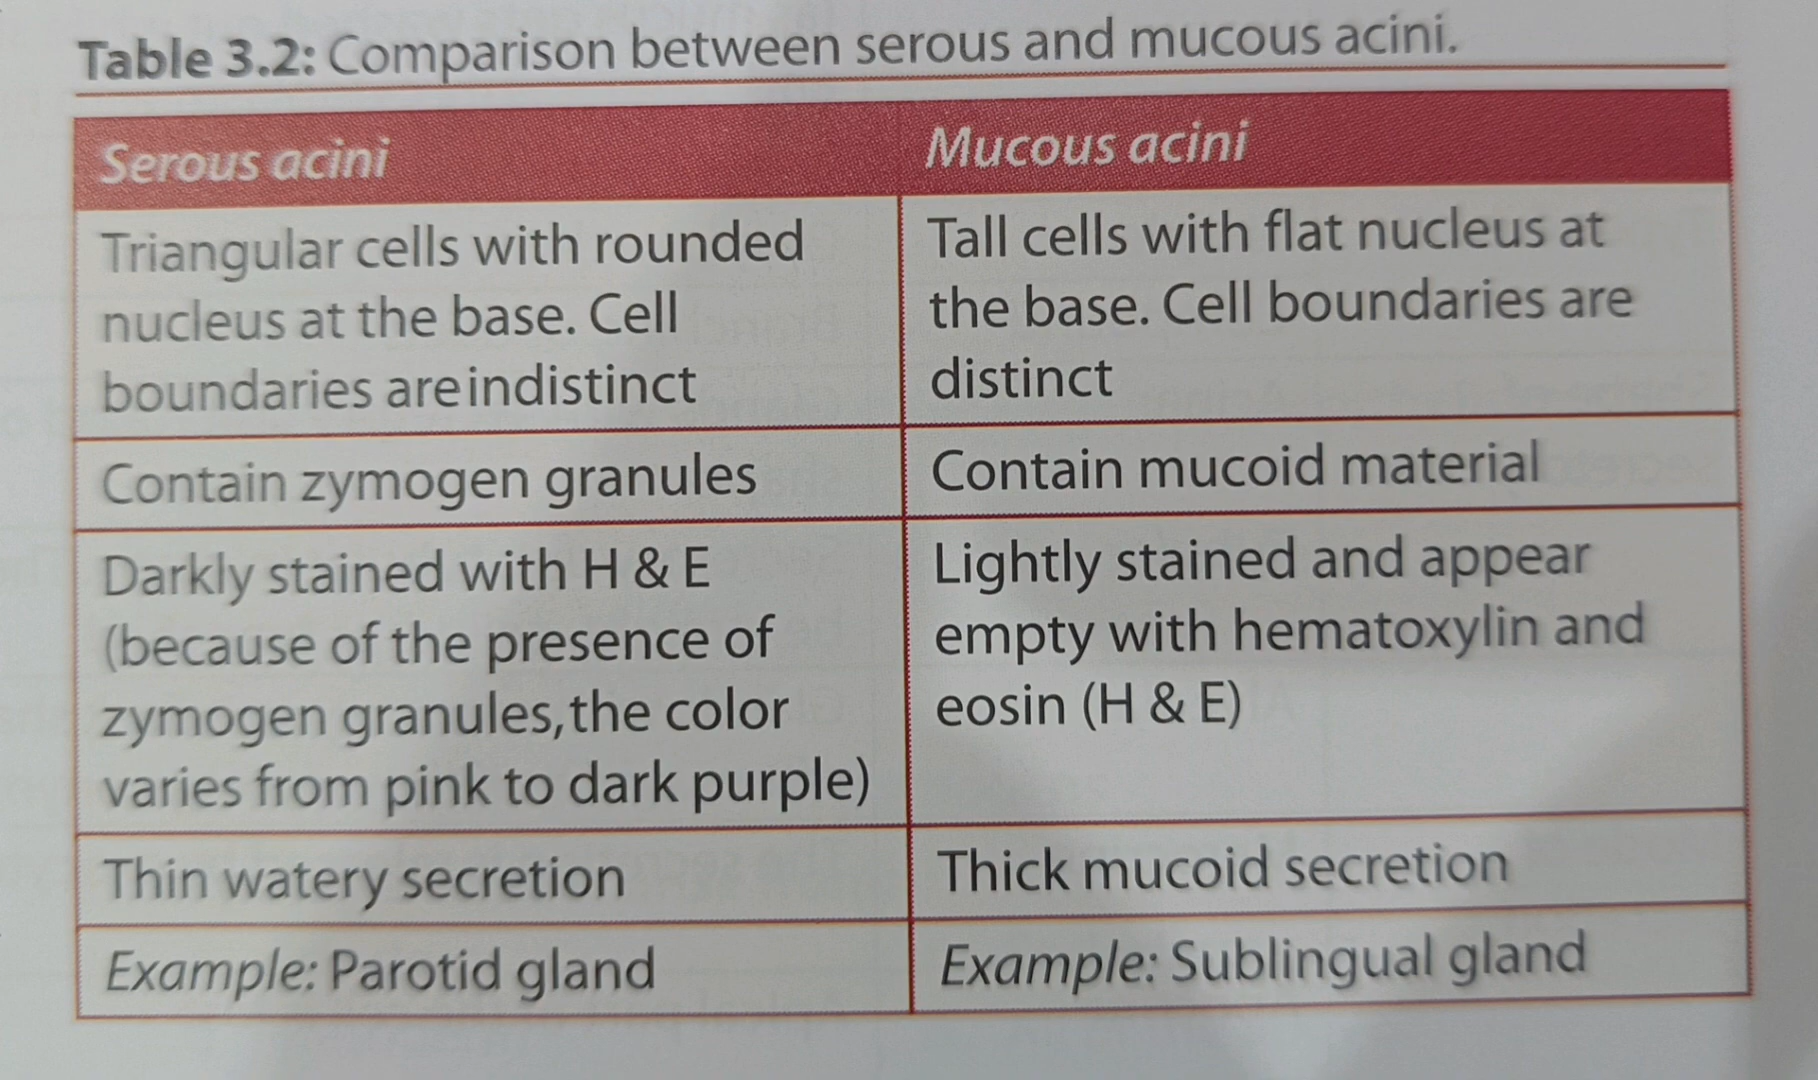 Table 3.2: Comparison between serous and mucous acini.
Serous acini
Mucous acini
Triangular cells with rounded
nucleus at the base. Cell
boundaries are indistinct
Tall cells with flat nucleus at
the base. Cell boundaries are
distinct
Contain zymogen granules
Contain mucoid material
Darkly stained with H & E
(because of the presence of
zymogen granules, the color
varies from pink to dark purple)
Lightly stained and appear
empty with hematoxylin and
eosin (H & E)
Thin watery secretion
Thick mucoid secretion
Example: Parotid gland
Example: Sublingual gland